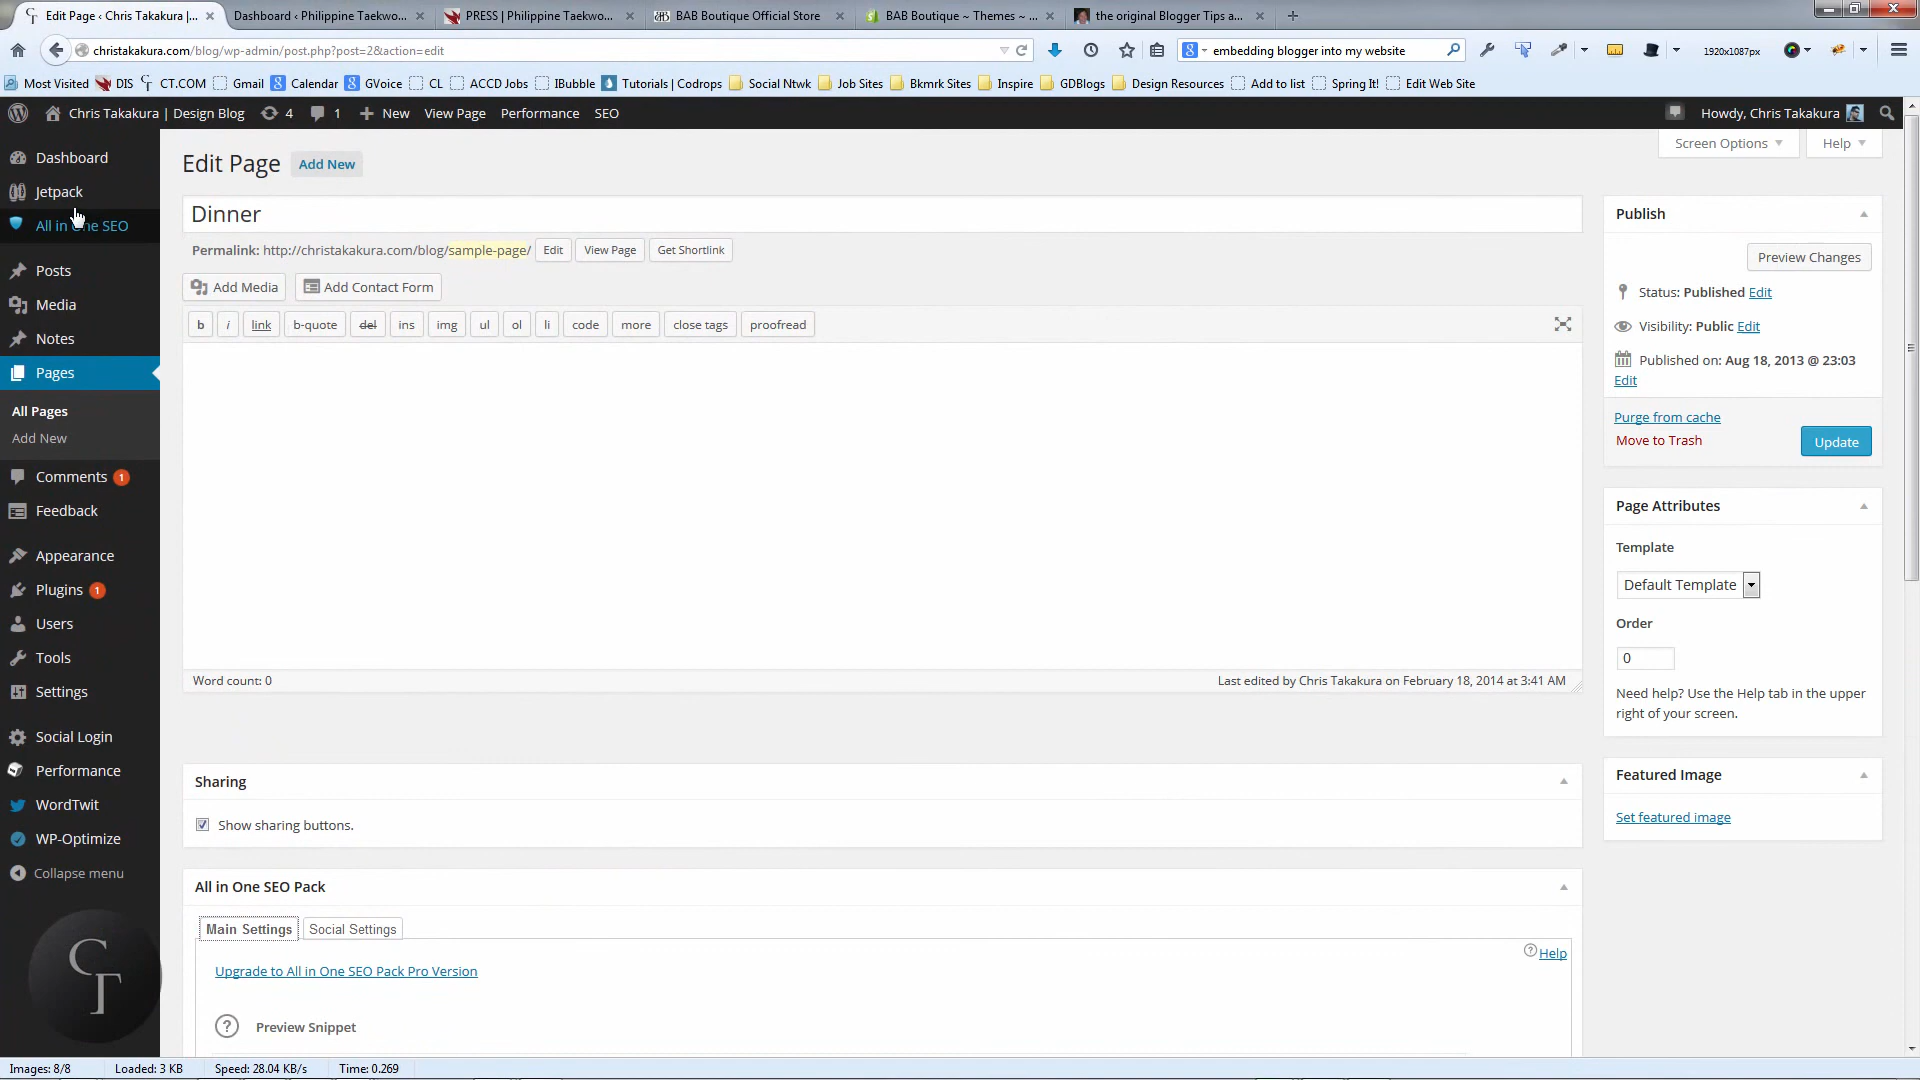 Edit Page ‹ Chris Takakura |...
Dashboard ‹ Philippine Taekwo...
PRESS | Philippine Taekwo...
BAB Boutique Official Store
BAB Boutique ~ Themes ~ ...
the original Blogger Tips a...
christakakura.com/blog/wp-admin/post.php?post=2&action=edit
embedding blogger into my website
1920x1087px
Most Visited
DIS
CT.COM
Gmail
Calendar
GVoice
CL
ACCD Jobs
IBubble
Tutorials | Codrops
Social Ntwk
Job Sites
Bkmrk Sites
Inspire
GDBlogs
Design Resources
Add to list
Spring It!
Edit Web Site
Chris Takakura | Design Blog
4
1
New
View Page
Performance
SEO
Howdy, Chris Takakura
Dashboard
Jetpack
All in One SEO
Posts
Media
Notes
Pages
All Pages
Add New
Comments 1
Feedback
Appearance
Plugins 1
Users
Tools
Settings
Social Login
Performance
WordTwit
WP-Optimize
Collapse menu
CT
Edit Page
Add New
Screen Options
Help
Dinner
Permalink: http://christakakura.com/blog/sample-page/
Edit
View Page
Get Shortlink
Add Media
Add Contact Form
b
i
link
b-quote
del
ins
img
ul
ol
li
code
more
close tags
proofread
Word count: 0
Last edited by Chris Takakura on February 18, 2014 at 3:41 AM
Sharing
Show sharing buttons.
All in One SEO Pack
Main Settings
Social Settings
Help
Upgrade to All in One SEO Pack Pro Version
Preview Snippet
Publish
Preview Changes
Status: Published Edit
Visibility: Public Edit
Published on: Aug 18, 2013 @ 23:03
Edit
Purge from cache
Move to Trash
Update
Page Attributes
Template
Default Template
Order
0
Need help? Use the Help tab in the upper
right of your screen.
Featured Image
Set featured image
Images: 8/8
Loaded: 3 KB
Speed: 28.04 KB/s
Time: 0.269